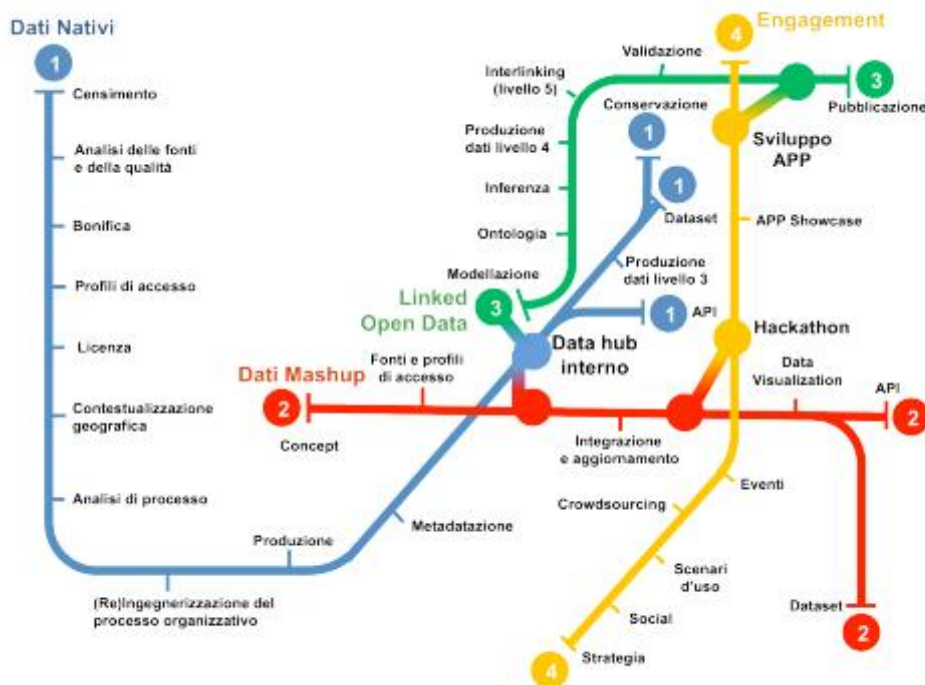 Dati Nativi
1
Censimento
Analisi delle fonti
e della qualità
Bonifica
Profili di accesso
Licenza
Contestualizzazione
geografica
Analisi di processo
(Re)Ingegnerizzazione del
processo organizzativo
Produzione
Metadatazione
Data hub
interno
API
1
Produzione
dati livello 3
Dataset
1
Conservazione
1
Dati Mashup
2
Concept
Fonti e profili
di accesso
Integrazione
e aggiornamento
Data
Visualization
API
2
Dataset
2
Linked
Open Data
3
Modellazione
Ontologia
Inferenza
Produzione
dati livello 4
Interlinking
(livello 5)
Validazione
3
Pubblicazione
Engagement
4
Sviluppo
APP
APP Showcase
Hackathon
Eventi
Crowdsourcing
Scenari
d'uso
Social
Strategia
4